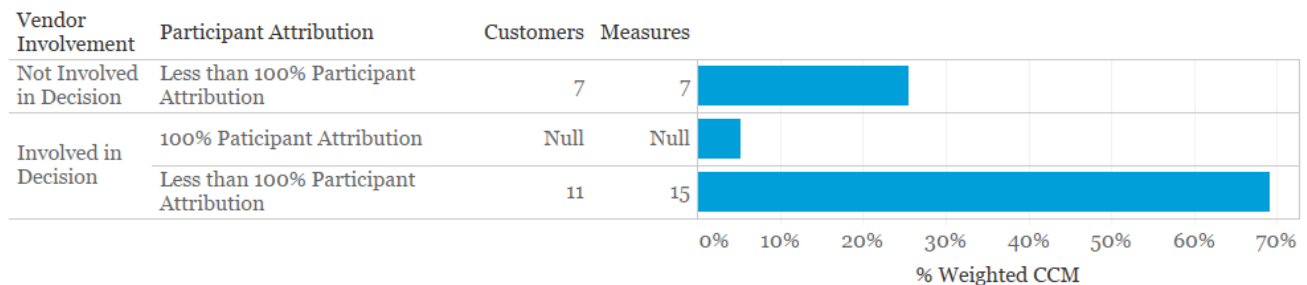 Vendor
Involvement Participant Attribution Customers Measures
Not Involved Less than 100% Participant
in Decision Attribution 7 7
Involved in
Decision
100% Paticipant Attribution Null Null
Less than 100% Participant
Attribution 11 15
0% 10% 20% 30% 40% 50% 60% 70%
% Weighted CCM